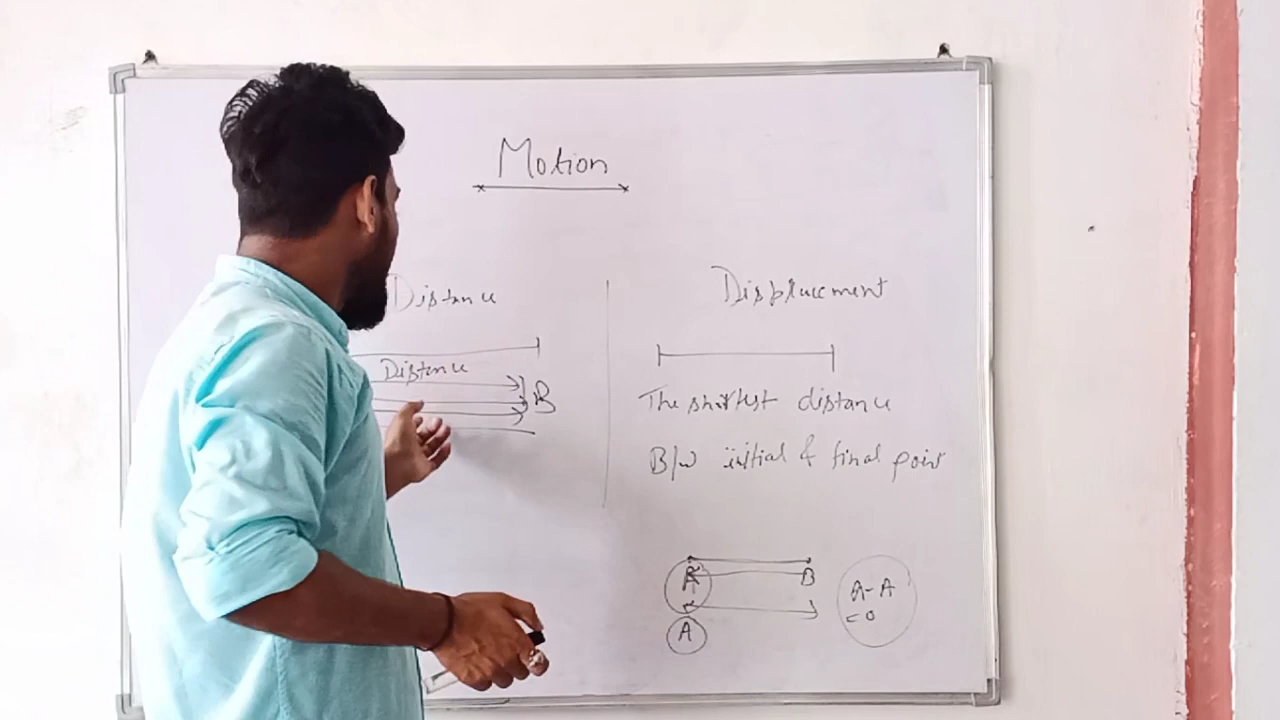 Motion
Distance
Distance
B
Displacement
The shortest distance
B/w initial & final point
A
B
A
A-A
=0